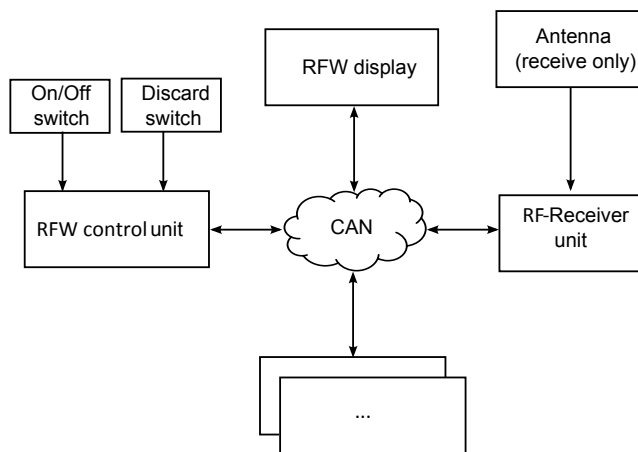 RFW display
Antenna
(receive only)
On/Off
switch
Discard
switch
RFW control unit
CAN
RF-Receiver
unit
...